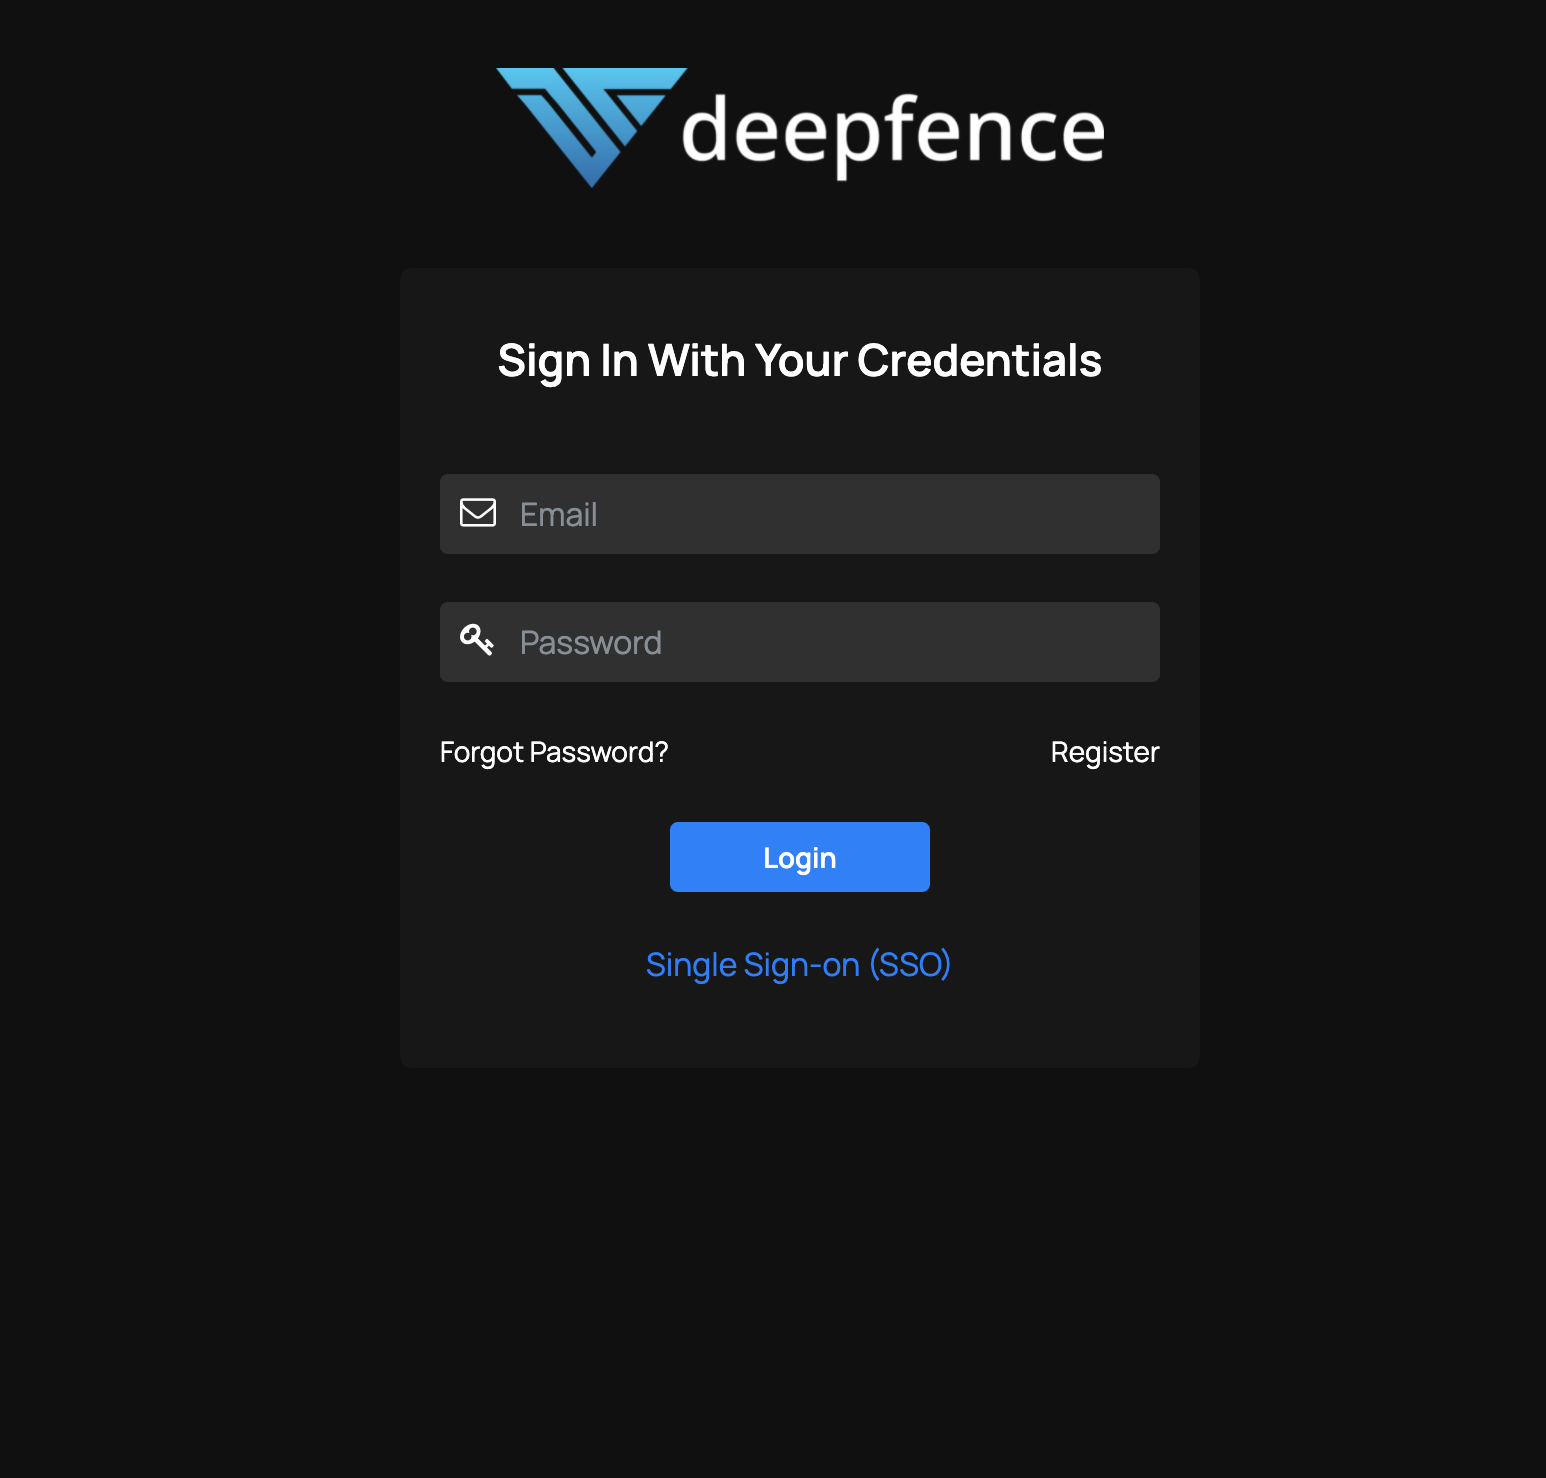 deepfence
Sign In With Your Credentials
Email
Password
Forgot Password?
Register
Login
Single Sign-on (SSO)